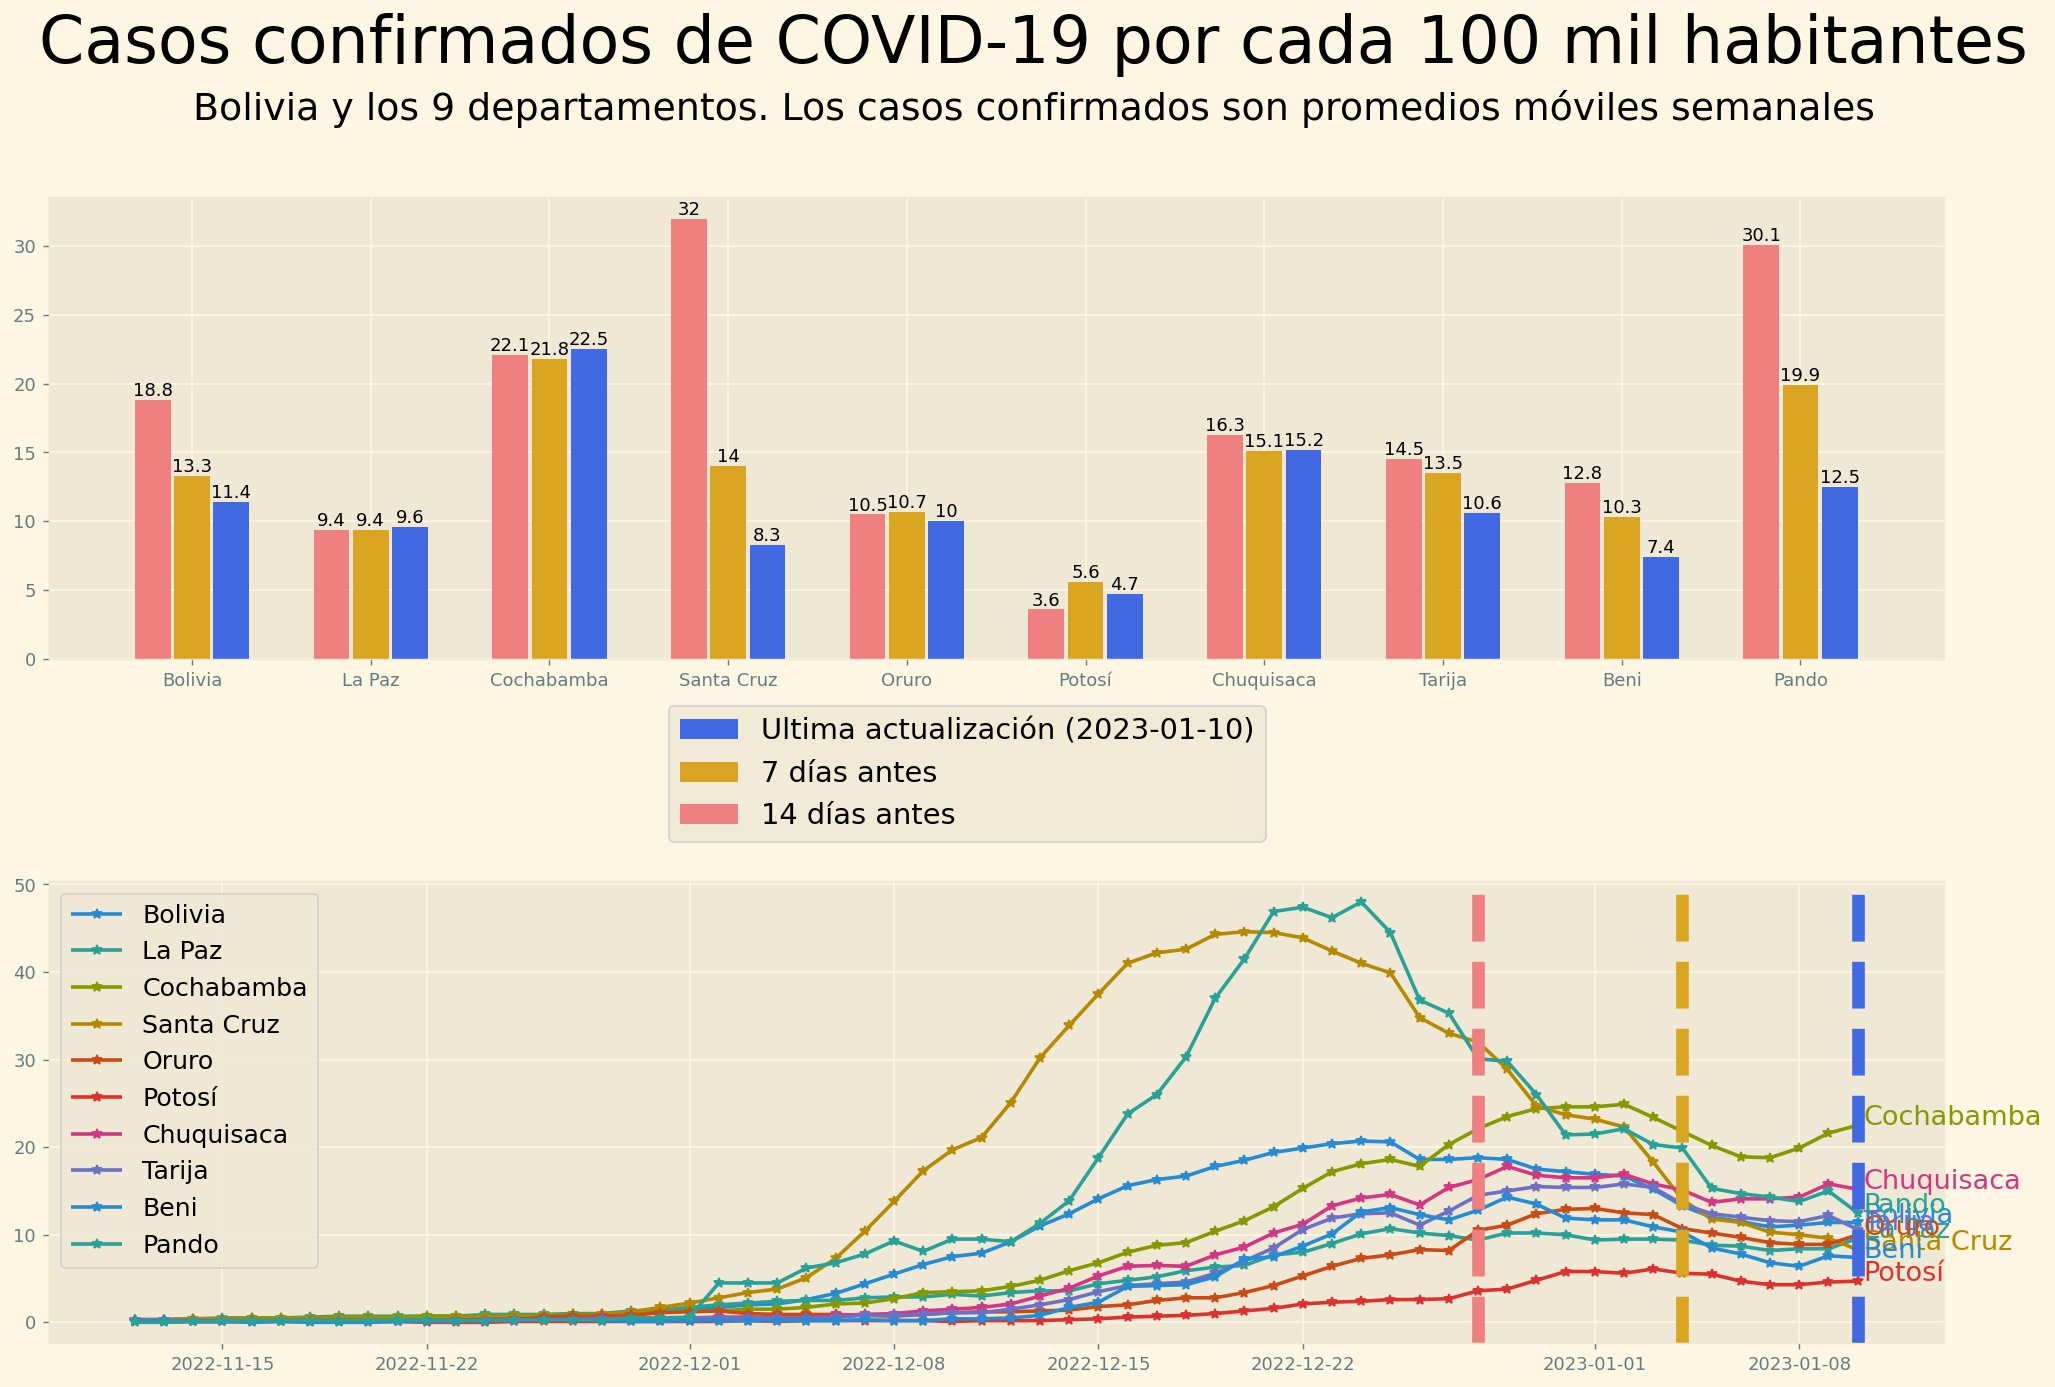 Casos confirmados de COVID-19 por cada 100 mil habitantes
Bolivia y los 9 departamentos. Los casos confirmados son promedios móviles semanales
30
25
20
15
10
5
0
18.8 13.3 11.4
9.4 9.4 9.6
22.1 21.8 22.5
32 14 8.3
10.5 10.7 10
3.6 5.6 4.7
16.3 15.1 15.2
14.5 13.5 10.6
12.8 10.3 7.4
30.1 19.9 12.5
Bolivia La Paz Cochabamba Santa Cruz Oruro Potosí Chuquisaca Tarija Beni Pando
Ultima actualización (2023-01-10)
7 días antes
14 días antes
50
40
30
20
10
0
Bolivia
La Paz
Cochabamba
Santa Cruz
Oruro
Potosí
Chuquisaca
Tarija
Beni
Pando
Cochabamba
Chuquisaca
Pando
Santa Cruz
Beni
Potosí
2022-11-15 2022-11-22 2022-12-01 2022-12-08 2022-12-15 2022-12-22 2023-01-01 2023-01-08